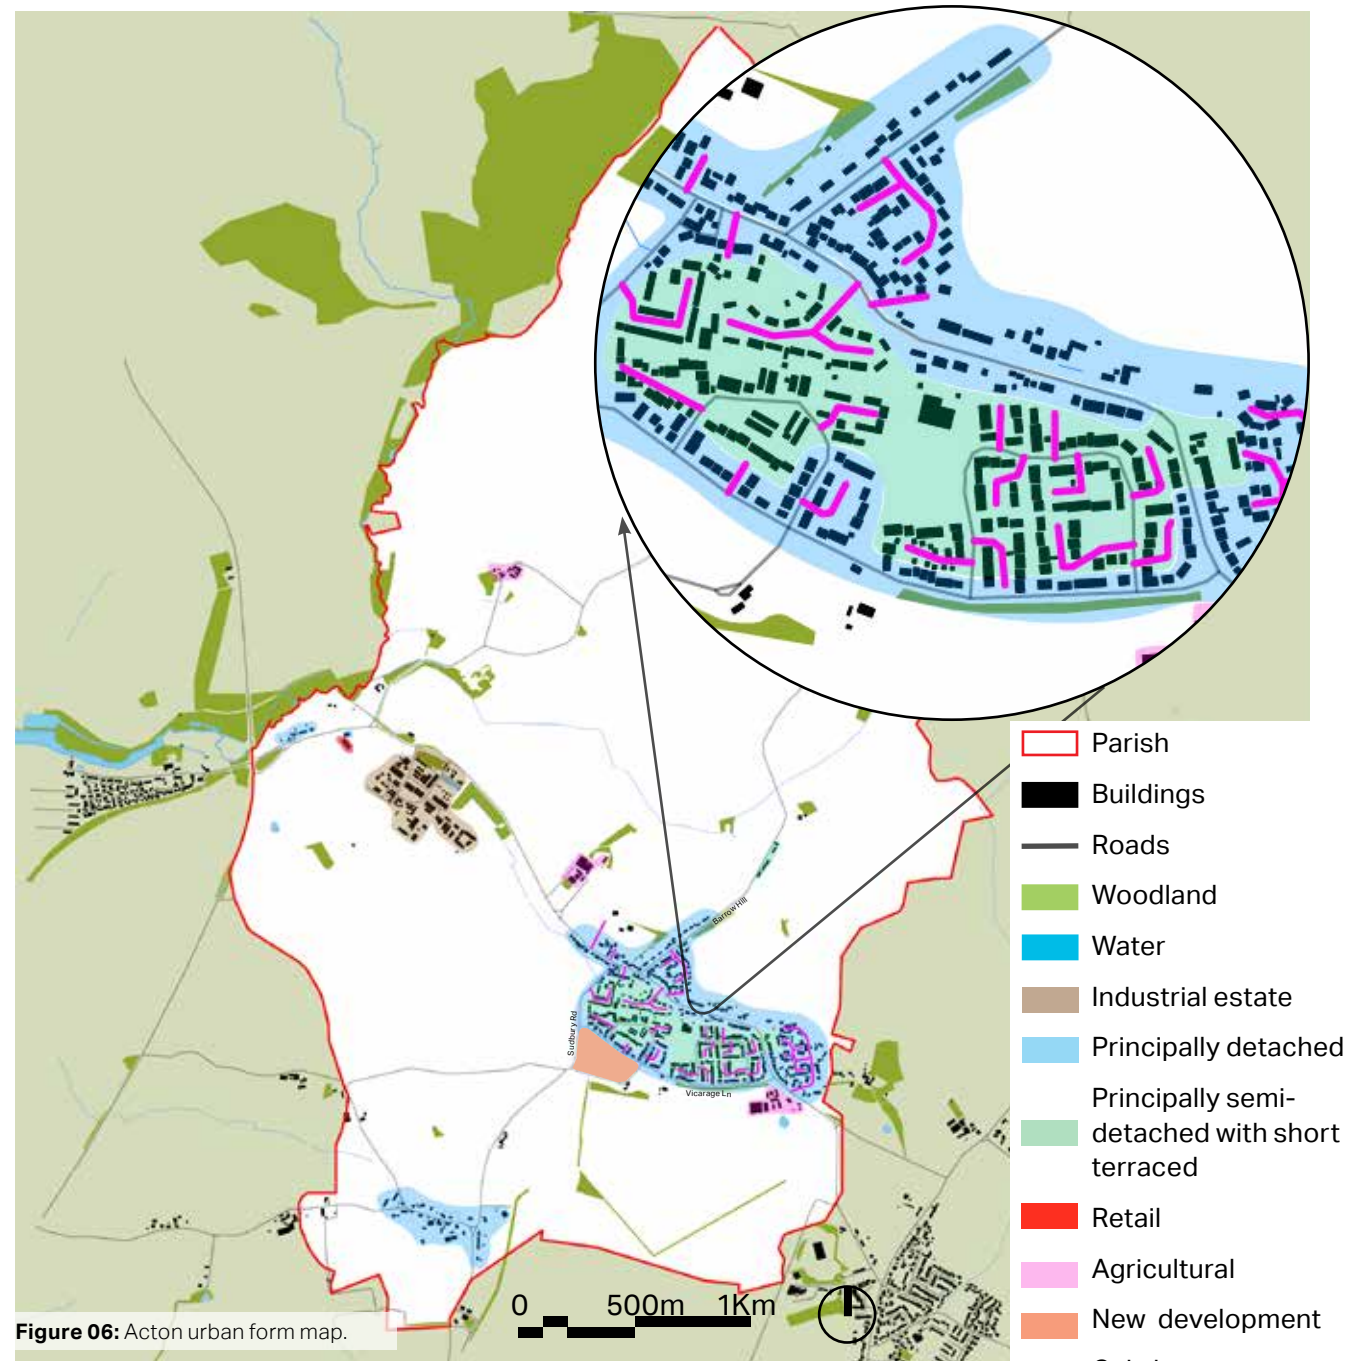 Barrow Hill
Sudbury Rd
Vicarage Ln
Parish
Buildings
Roads
Woodland
Water
Industrial estate
Principally detached
Principally semi-
detached with short
terraced
Retail
Agricultural
New development
0 500m 1Km
Figure 06: Acton urban form map.